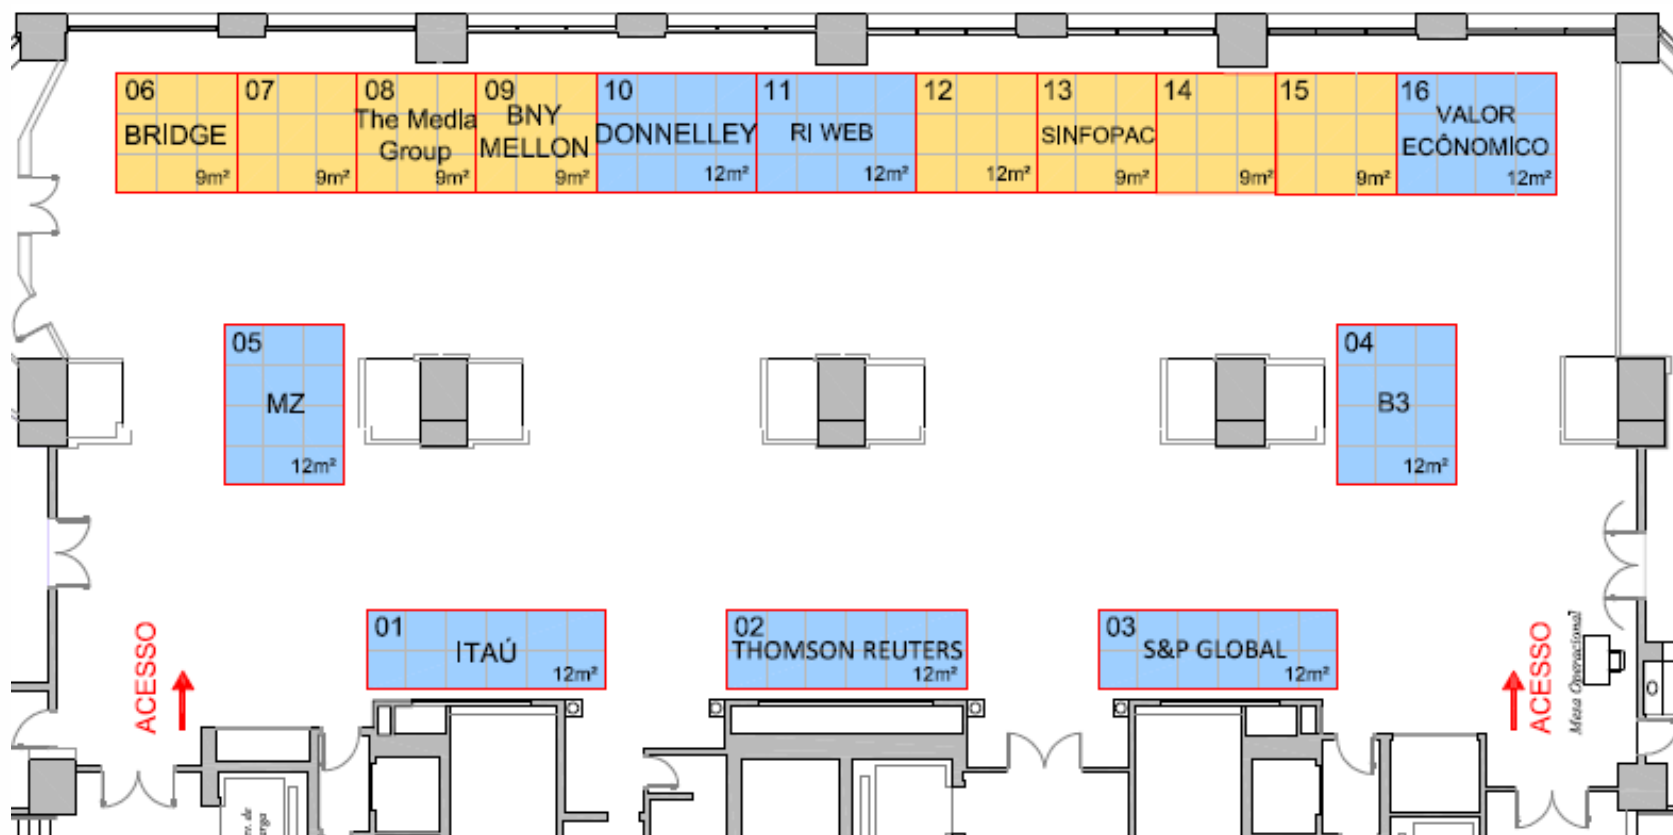 06
BRIDGE
9m²
07
9m²
08
The Media
Group
9m²
09
BNY
MELLON
9m²
10
DONNELLEY
12m²
11
RI WEB
12m²
12
12m²
13
SINFOPAC
9m²
14
9m²
15
9m²
16
VALOR
ECÔNOMÍCO
12m²
05
MZ
12m²
04
B3
12m²
01
ITAÚ
12m²
02
THOMSON REUTERS
12m²
03
S&P GLOBAL
12m²
ACESSO
ACESSO
Mesa Operacional